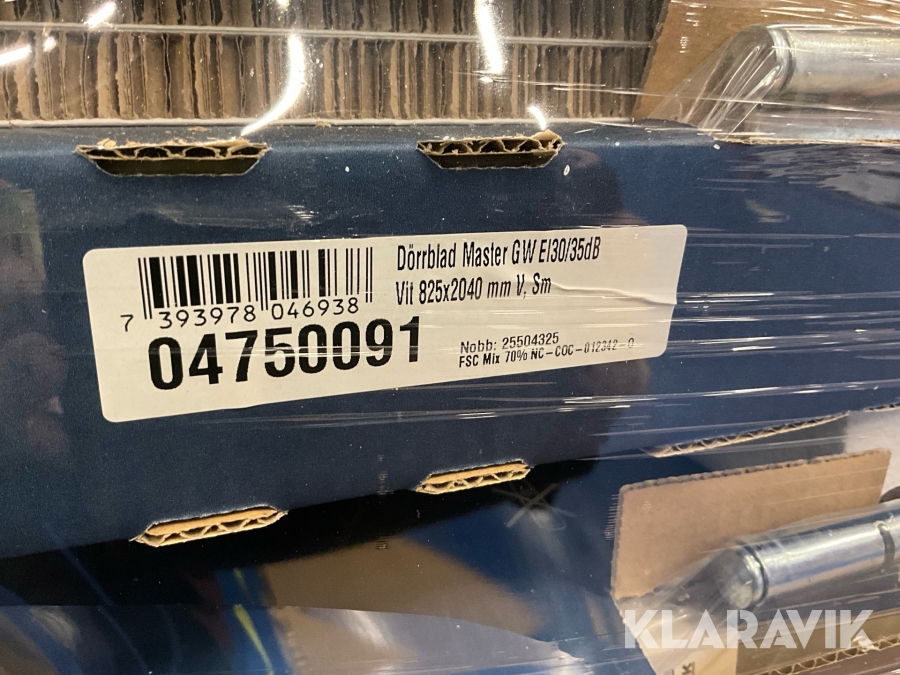 Dörrblad Master GW EI30/35dB
Vit 825x2040 mm V, Sm
7 393978 046938
04750091
Nobb: 25504325
FSC Mix 70% NC-COC-012342-O
KLARAVIK